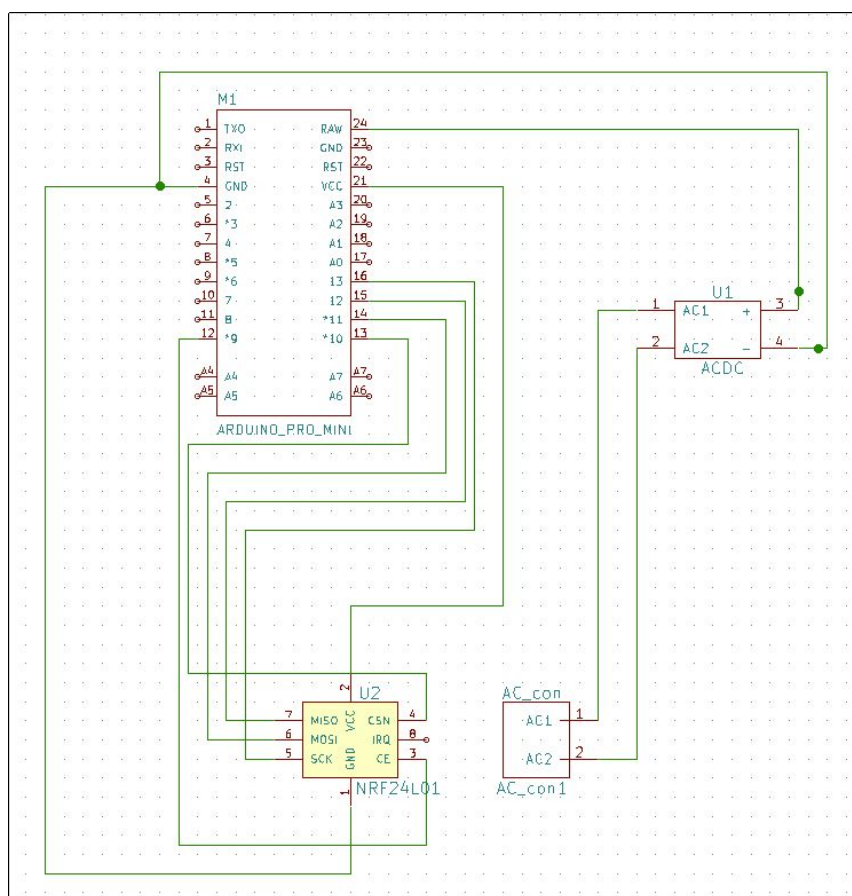 M1
1 TXO RAW 24
2 RXI GND 23
3 RST RST 22
4 GND VCC 21
5 2 A3 20
6 *3 A2 19
7 4 A1 18
8 *5 A0 17
9 *6 13 16
10 7 12 15
11 8 *11 14
12 *9 *10 13
A4 A4 A7 A7
A5 A5 A6 A6
ARDUINO_PRO_MINI
U1
1 AC1 + 3
2 AC2 - 4
ACDC
U2
2 VCC
7 MISO CSN 4
6 MOSI IRQ 8
5 SCK CE 3
GND 1
NRF24L01
AC_con
AC1 1
AC2 2
AC_con1